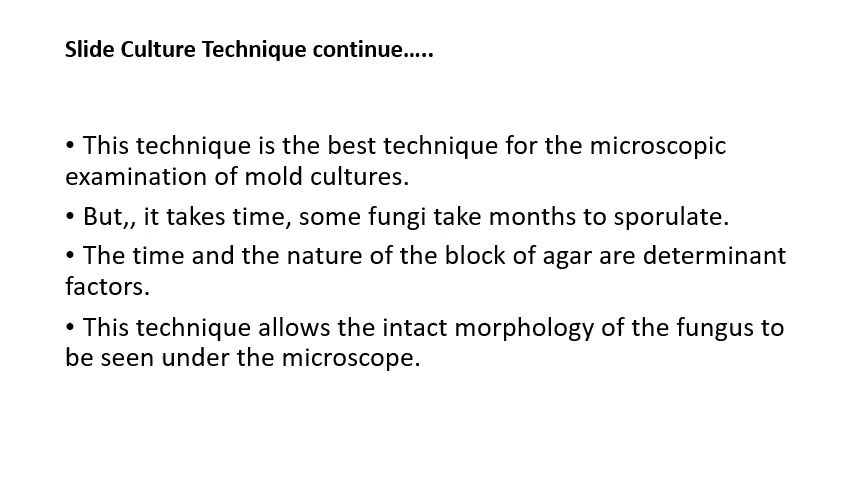 Slide Culture Technique continue…..
• This technique is the best technique for the microscopic
examination of mold cultures.
• But,, it takes time, some fungi take months to sporulate.
• The time and the nature of the block of agar are determinant
factors.
• This technique allows the intact morphology of the fungus to
be seen under the microscope.